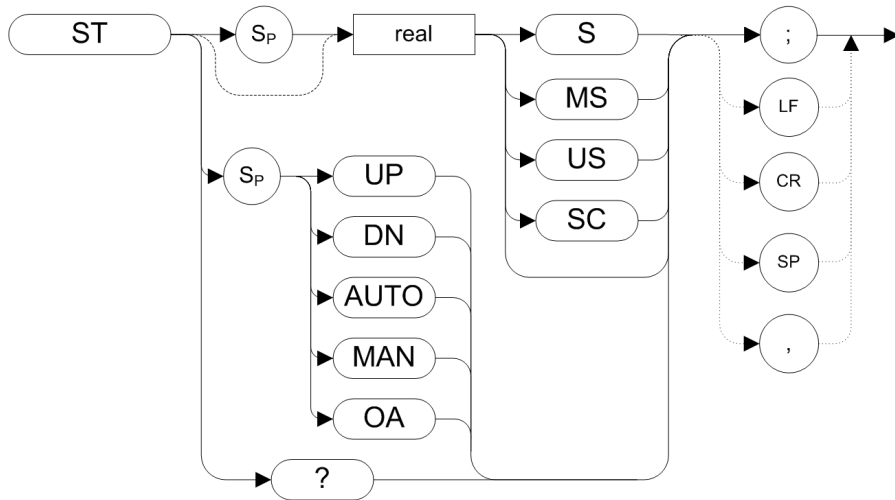 ST SP real S ;
MS LF
US CR
SP UP SC
DN SP
AUTO
MAN ,
OA
?